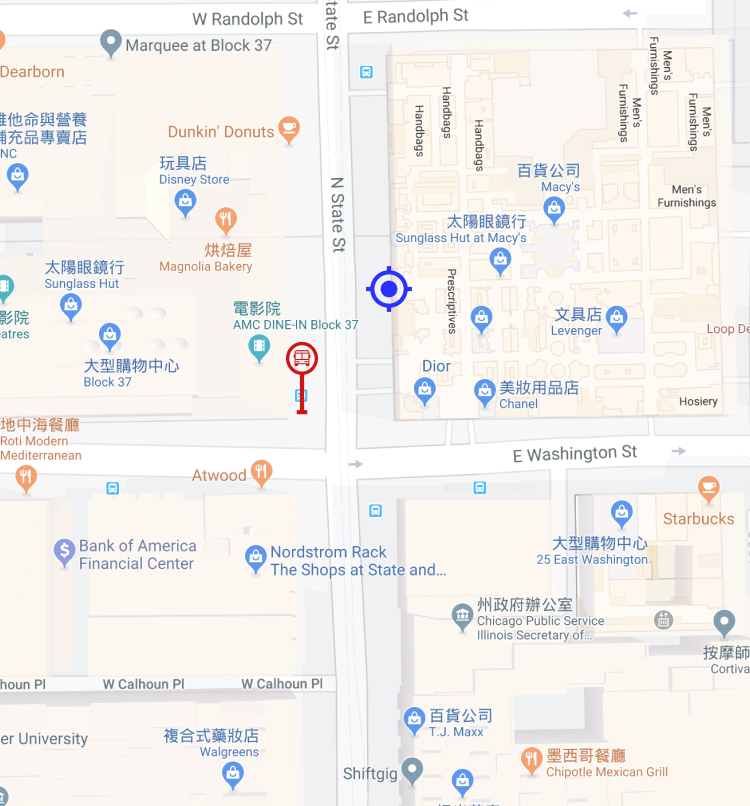 W Randolph St
E Randolph St
State St
Marquee at Block 37
Dearborn
維他命與營養
補充品專賣店
NC
Dunkin' Donuts
玩具店
Disney Store
N State St
烘焙屋
Magnolia Bakery
太陽眼鏡行
Sunglass Hut
影院
eatres
電影院
AMC DINE-IN Block 37
大型購物中心
Block 37
Handbags
Handbags
Handbags
Men's
Furnishings
Men's
Furnishings
Men's
Furnishings
Men's
Furnishings
百貨公司
Macy's
太陽眼鏡行
Sunglass Hut at Macy's
Prescriptives
文具店
Levenger
Loop De
Dior
美妝用品店
Chanel
Hosiery
地中海餐廳
Roti Modern
Mediterranean
Atwood
E Washington St
Starbucks
Bank of America
Financial Center
Nordstrom Rack
The Shops at State and...
大型購物中心
25 East Washington
州政府辦公室
Chicago Public Service
Illinois Secretary of...
按摩師
Cortiva
houn Pl
W Calhoun Pl
W Calhoun Pl
er University
複合式藥妝店
Walgreens
百貨公司
T.J. Maxx
Shiftgig
墨西哥餐廳
Chipotle Mexican Grill